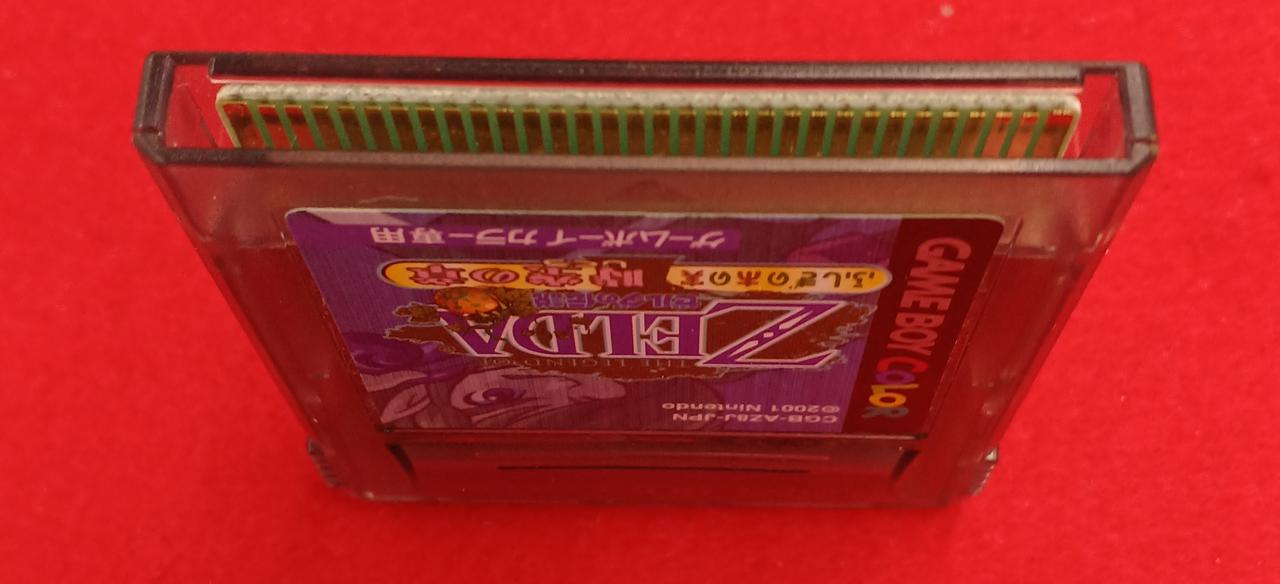 GAME BOY COLOR
CGB-AZ8J-JPN
©2001 Nintendo
THE LEGEND OF
ZELDA
ゼルダの伝説
ふしぎの木の実 時空の章
ゲームボーイカラー専用